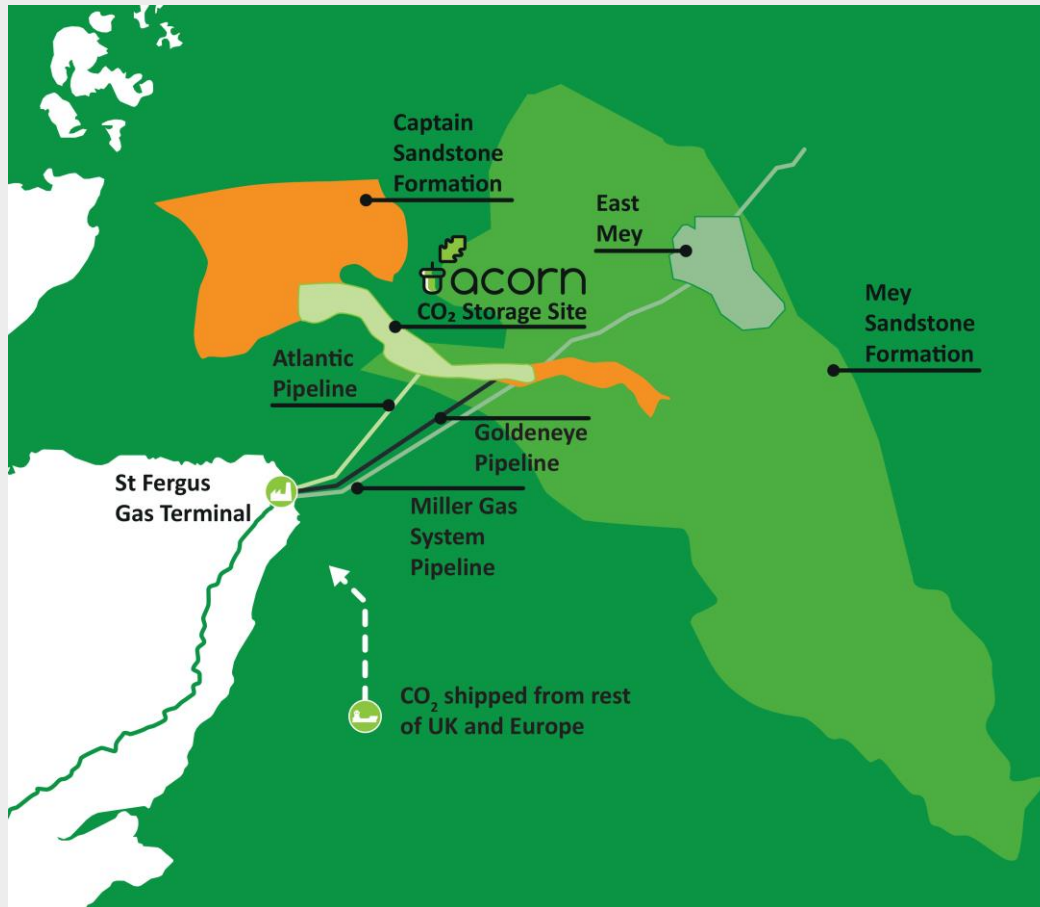 Captain
Sandstone
Formation
East
Mey
acorn
CO₂ Storage Site
Mey
Sandstone
Formation
Atlantic
Pipeline
Goldeneye
Pipeline
St Fergus
Gas Terminal
Miller Gas
System
Pipeline
CO₂ shipped from rest
of UK and Europe